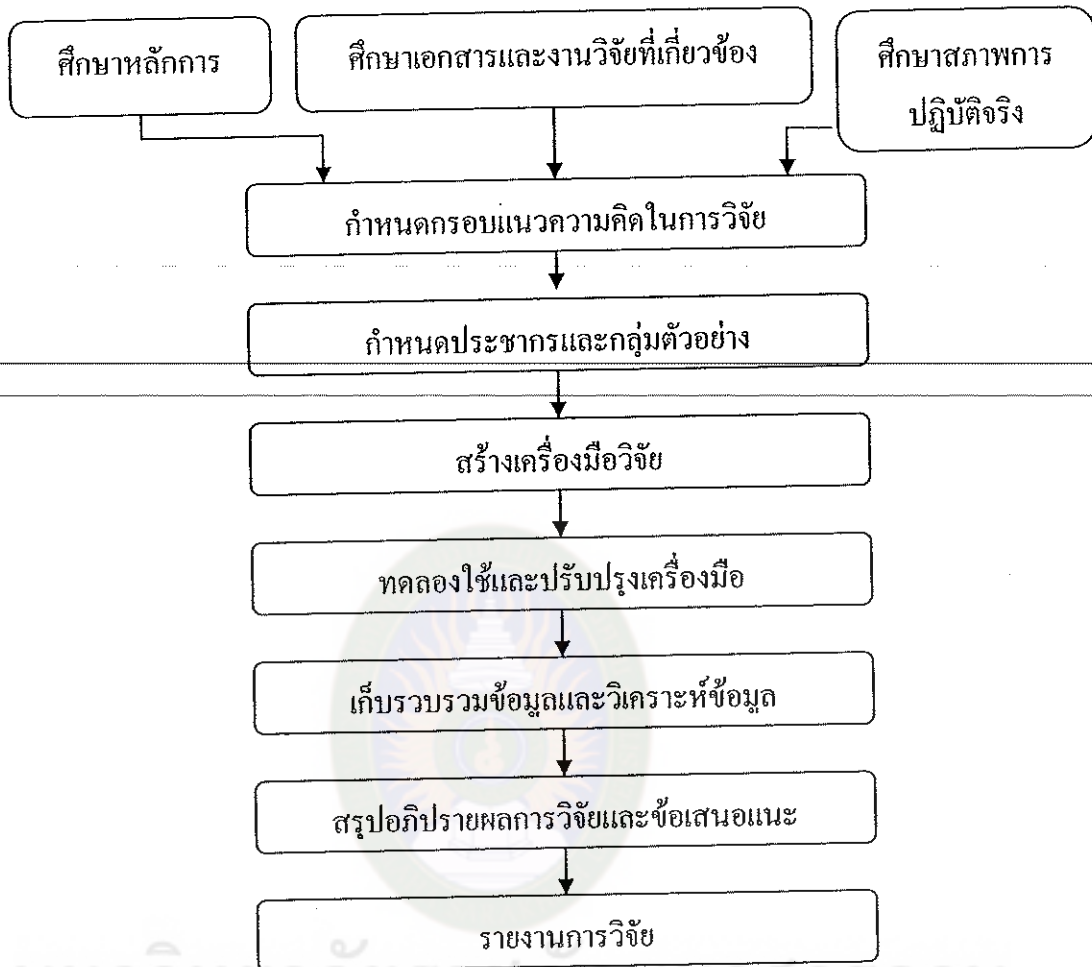 ศึกษาหลักการ
ศึกษาเอกสารและงานวิจัยที่เกี่ยวข้อง
ศึกษาสภาพการ
ปฏิบัติจริง
กำหนดกรอบแนวความคิดในการวิจัย
กำหนดประชากรและกลุ่มตัวอย่าง
สร้างเครื่องมือวิจัย
ทดลองใช้และปรับปรุงเครื่องมือ
เก็บรวบรวมข้อมูลและวิเคราะห์ข้อมูล
สรุปอภิปรายผลการวิจัยและข้อเสนอแนะ
รายงานการวิจัย